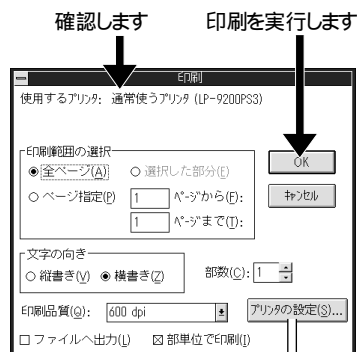 確認します 印刷を実行します
印刷
使用するプリンタ: 通常使うプリンタ (LP-9200PS3)
印刷範囲の選択
全ページ(A) 選択した部分(E) OK
ページ指定(P) 1 ページから(F): キャンセル
1 ページまで(T):
文字の向き
縦書き(V) 横書き(Z) 部数(C): 1
印刷品質(Q): 600 dpi プリンタの設定(S)...
ファイルへ出力(L) 部単位で印刷(I)